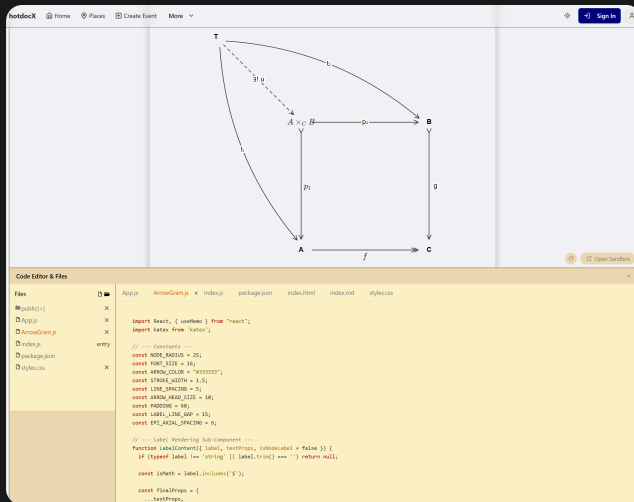 hotdocX Home Places Create Event More Sign In
T
t₂
∃! u
A ×_C B p₂ B
t₁
p₁ g
A C
f
Open Sandbox
Code Editor & Files
Files App.js ArrowGram.js × index.js package.json index.html index.md styles.css
public[+] ×
App.js ×
ArrowGram.js ×
index.js entry
package.json
styles.css ×
import React, { useMemo } from "react";
import katex from 'katex';
// --- Constants ---
const NODE_RADIUS = 25;
const FONT_SIZE = 16;
const ARROW_COLOR = "#333333";
const STROKE_WIDTH = 1.5;
const LINE_SPACING = 5;
const ARROW_HEAD_SIZE = 10;
const PADDING = 60;
const LABEL_LINE_GAP = 15;
const EPI_AXIAL_SPACING = 6;
// --- Label Rendering Sub-Component ---
function LabelContent({ label, textProps, isNodeLabel = false }) {
if (typeof label !== 'string' || label.trim() === '') return null;
const isMath = label.includes('$');
const finalProps = {
...textProps,